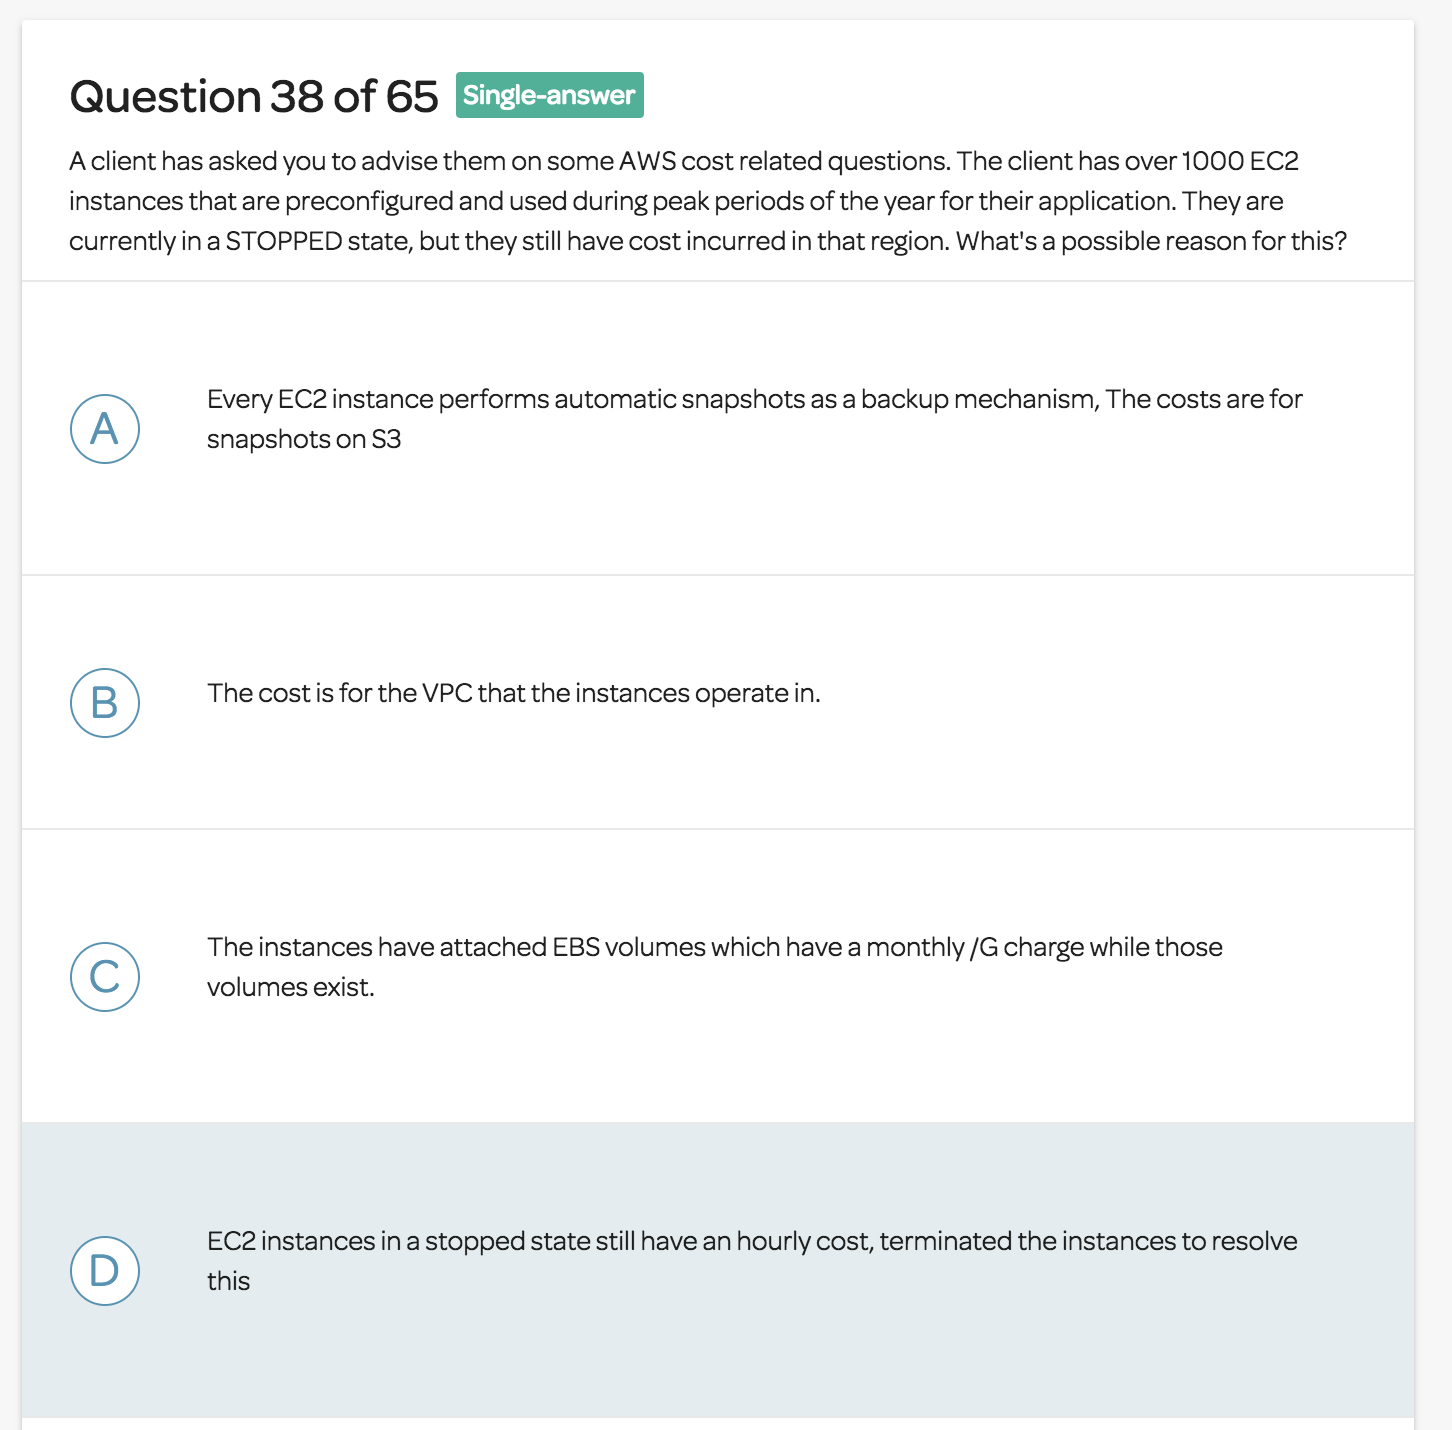 Question 38 of 65 Single-answer
A client has asked you to advise them on some AWS cost related questions. The client has over 1000 EC2
instances that are preconfigured and used during peak periods of the year for their application. They are
currently in a STOPPED state, but they still have cost incurred in that region. What's a possible reason for this?
A
Every EC2 instance performs automatic snapshots as a backup mechanism, The costs are for
snapshots on S3
B
The cost is for the VPC that the instances operate in.
C
The instances have attached EBS volumes which have a monthly /G charge while those
volumes exist.
D
EC2 instances in a stopped state still have an hourly cost, terminated the instances to resolve
this